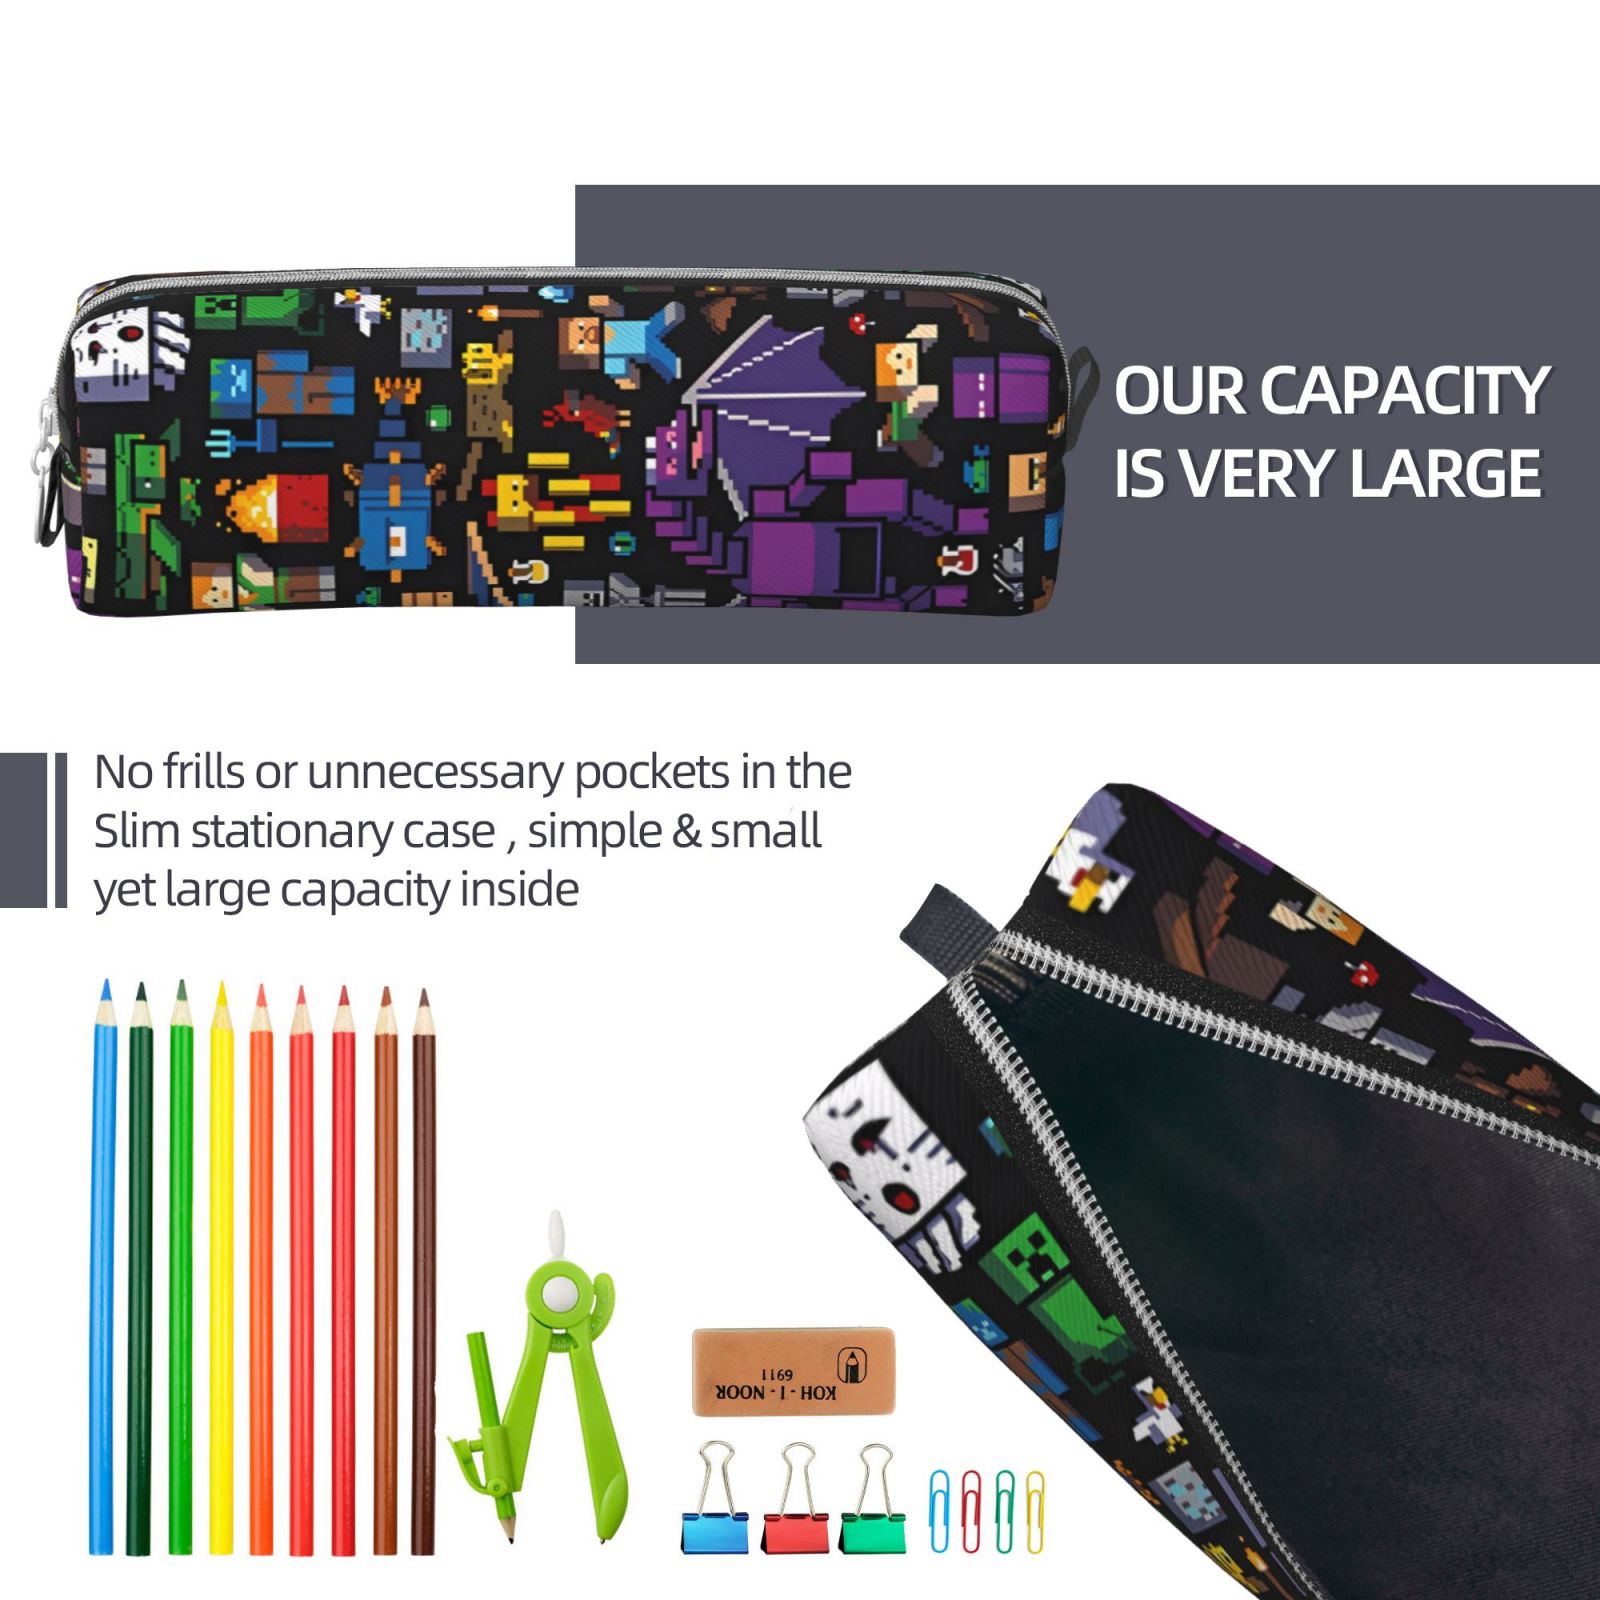 OUR CAPACITY
IS VERY LARGE
No frills or unnecessary pockets in the
Slim stationary case , simple & small
yet large capacity inside
KOH-I-NOOR
6911